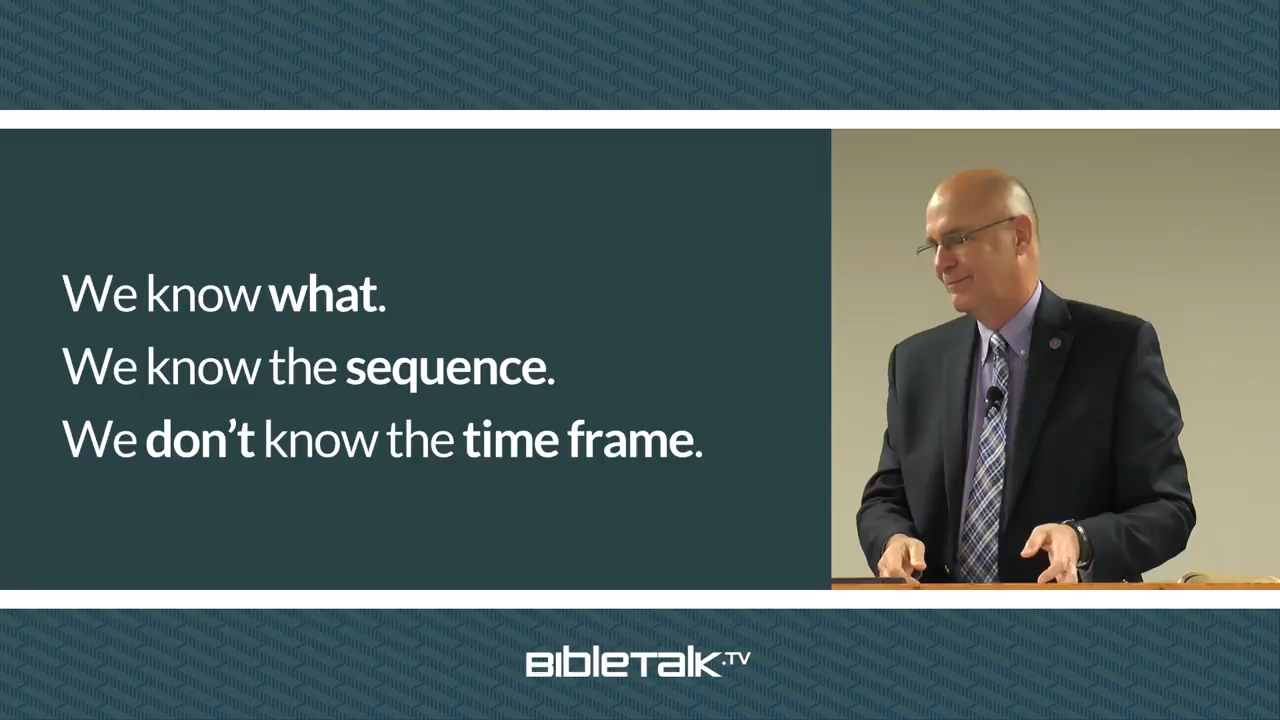 We know what.
We know the sequence.
We don't know the time frame.
BibleTalk.TV